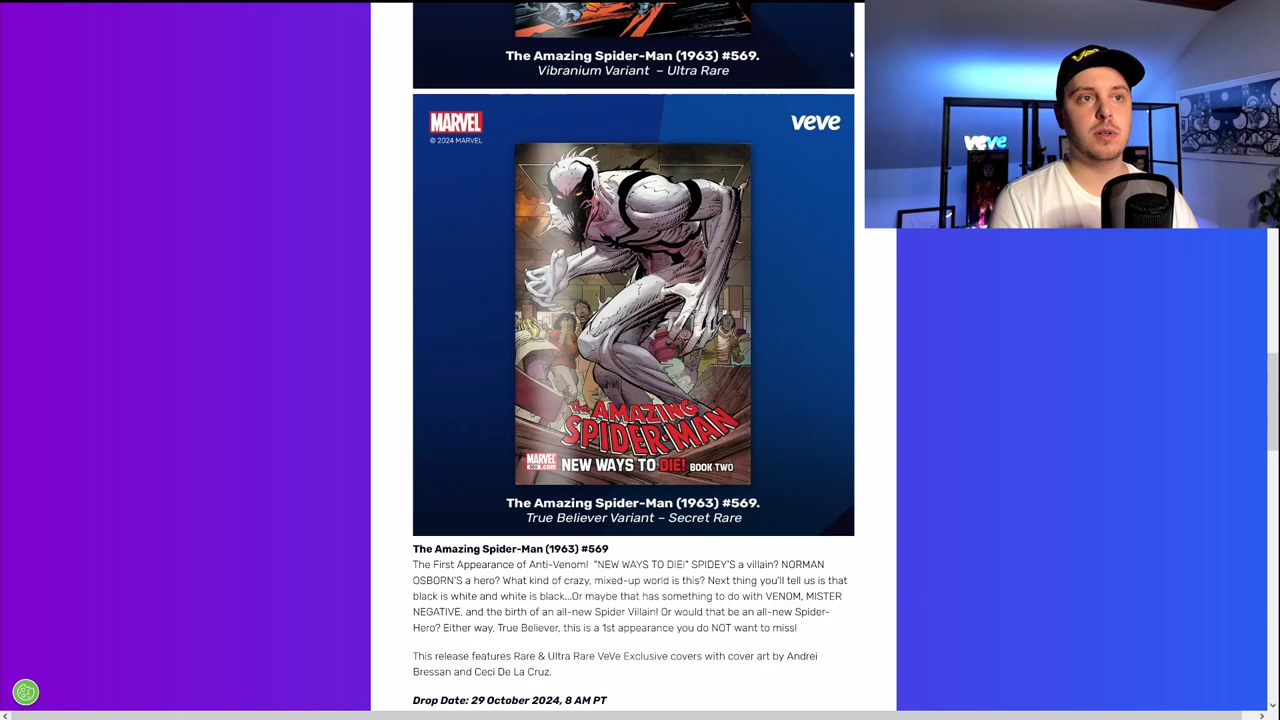 The Amazing Spider-Man (1963) #569.
Vibranium Variant – Ultra Rare
MARVEL
© 2024 MARVEL
veve
The AMAZING
SPIDER-MAN
MARVEL
.com
NEW WAYS TO DIE! BOOK TWO
The Amazing Spider-Man (1963) #569.
True Believer Variant – Secret Rare
The Amazing Spider-Man (1963) #569
The First Appearance of Anti-Venom! "NEW WAYS TO DIE!" SPIDEY'S a villain? NORMAN
OSBORN'S a hero? What kind of crazy, mixed-up world is this? Next thing you'll tell us is that
black is white and white is black...Or maybe that has something to do with VENOM, MISTER
NEGATIVE, and the birth of an all-new Spider Villain! Or would that be an all-new Spider-
Hero? Either way, True Believer, this is a 1st appearance you do NOT want to miss!
This release features Rare & Ultra Rare VeVe Exclusive covers with cover art by Andrei
Bressan and Ceci De La Cruz.
Drop Date: 29 October 2024, 8 AM PT
veve